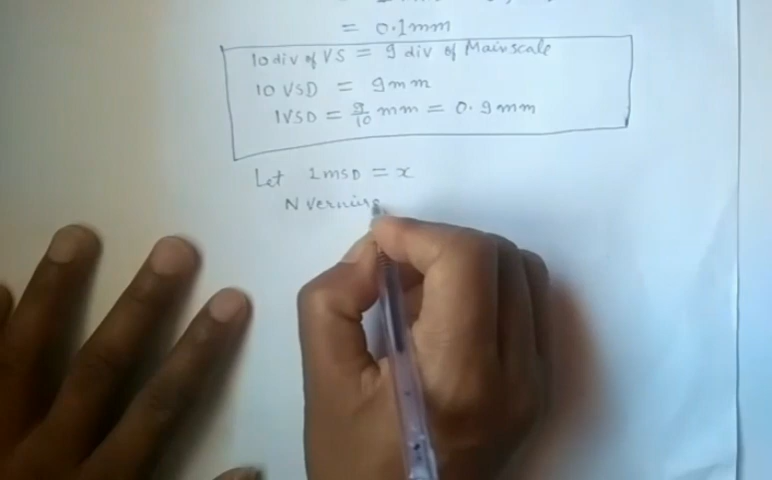 = 0.1mm
10 div of VS = 9 div of Mainscale
10 VSD = 9mm
1VSD = 9/10 mm = 0.9mm
Let 1MSD = x
N Vernier